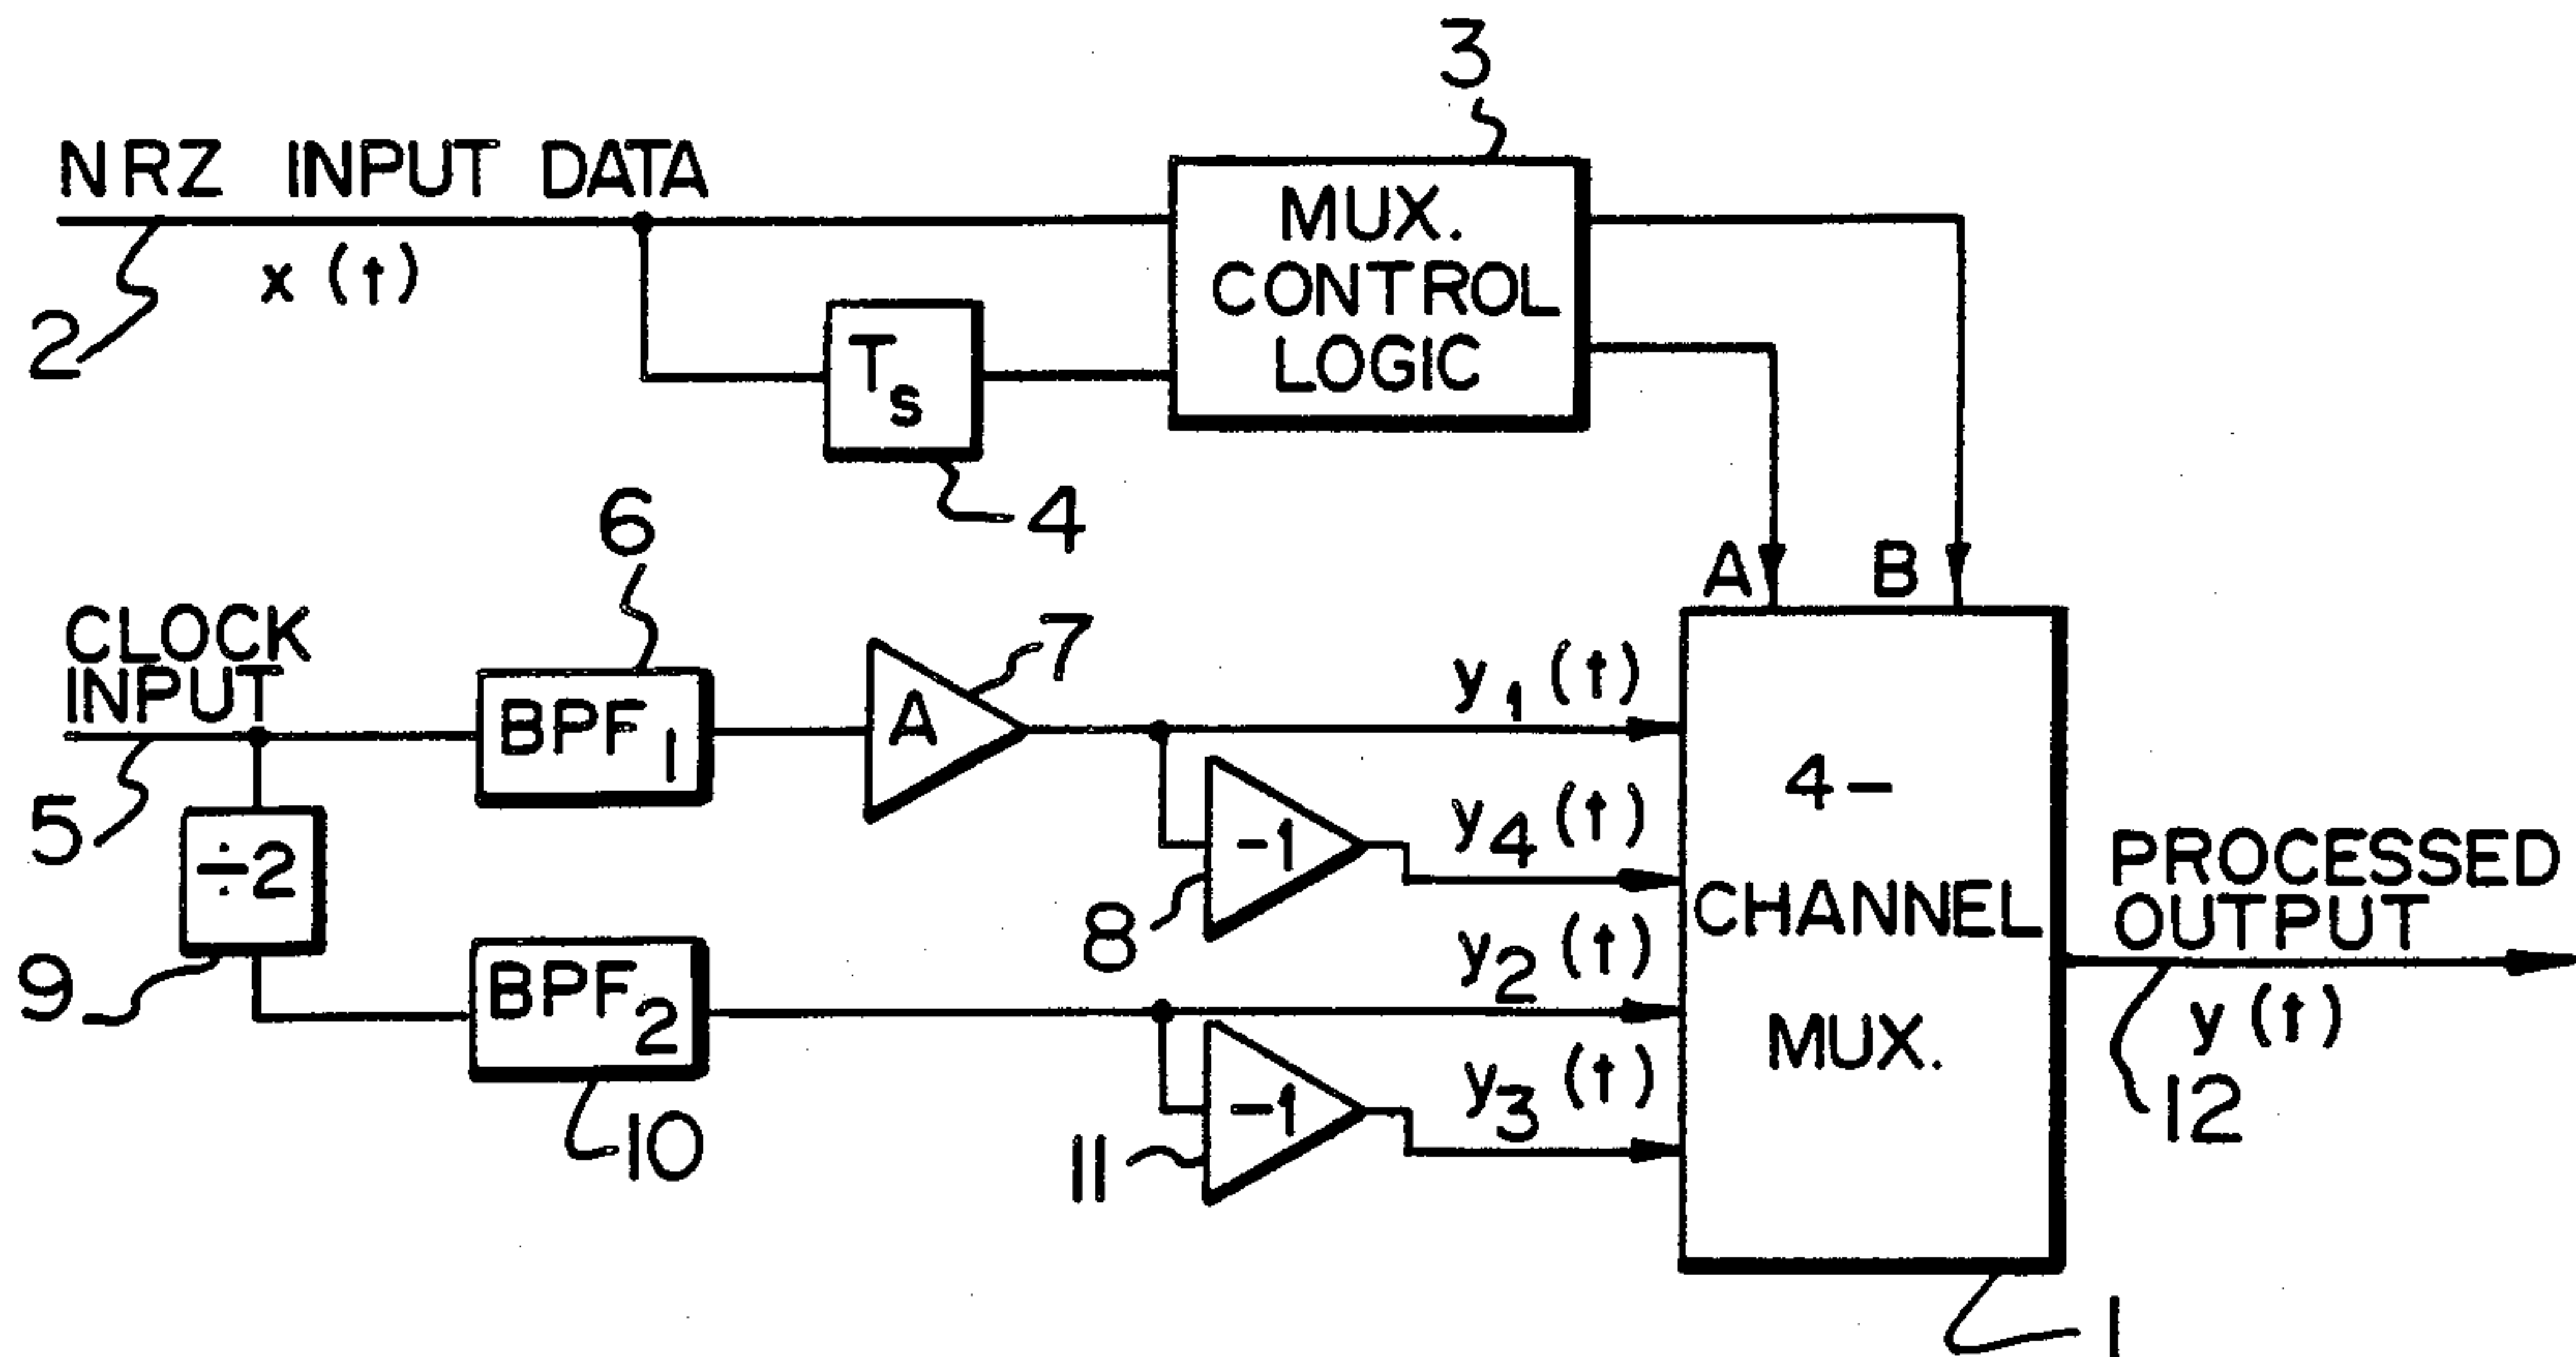 3
NRZ INPUT DATA
x (t)
2
MUX.
CONTROL
LOGIC
T s
4
6
A
B
CLOCK
INPUT
5
BPF 1
A
7
y 1 (t)
÷2
9
-1
8
y4 (t)
4-
CHANNEL
MUX.
PROCESSED
OUTPUT
y (t)
12
BPF2
10
y2 (t)
-1
11
y3 (t)
1